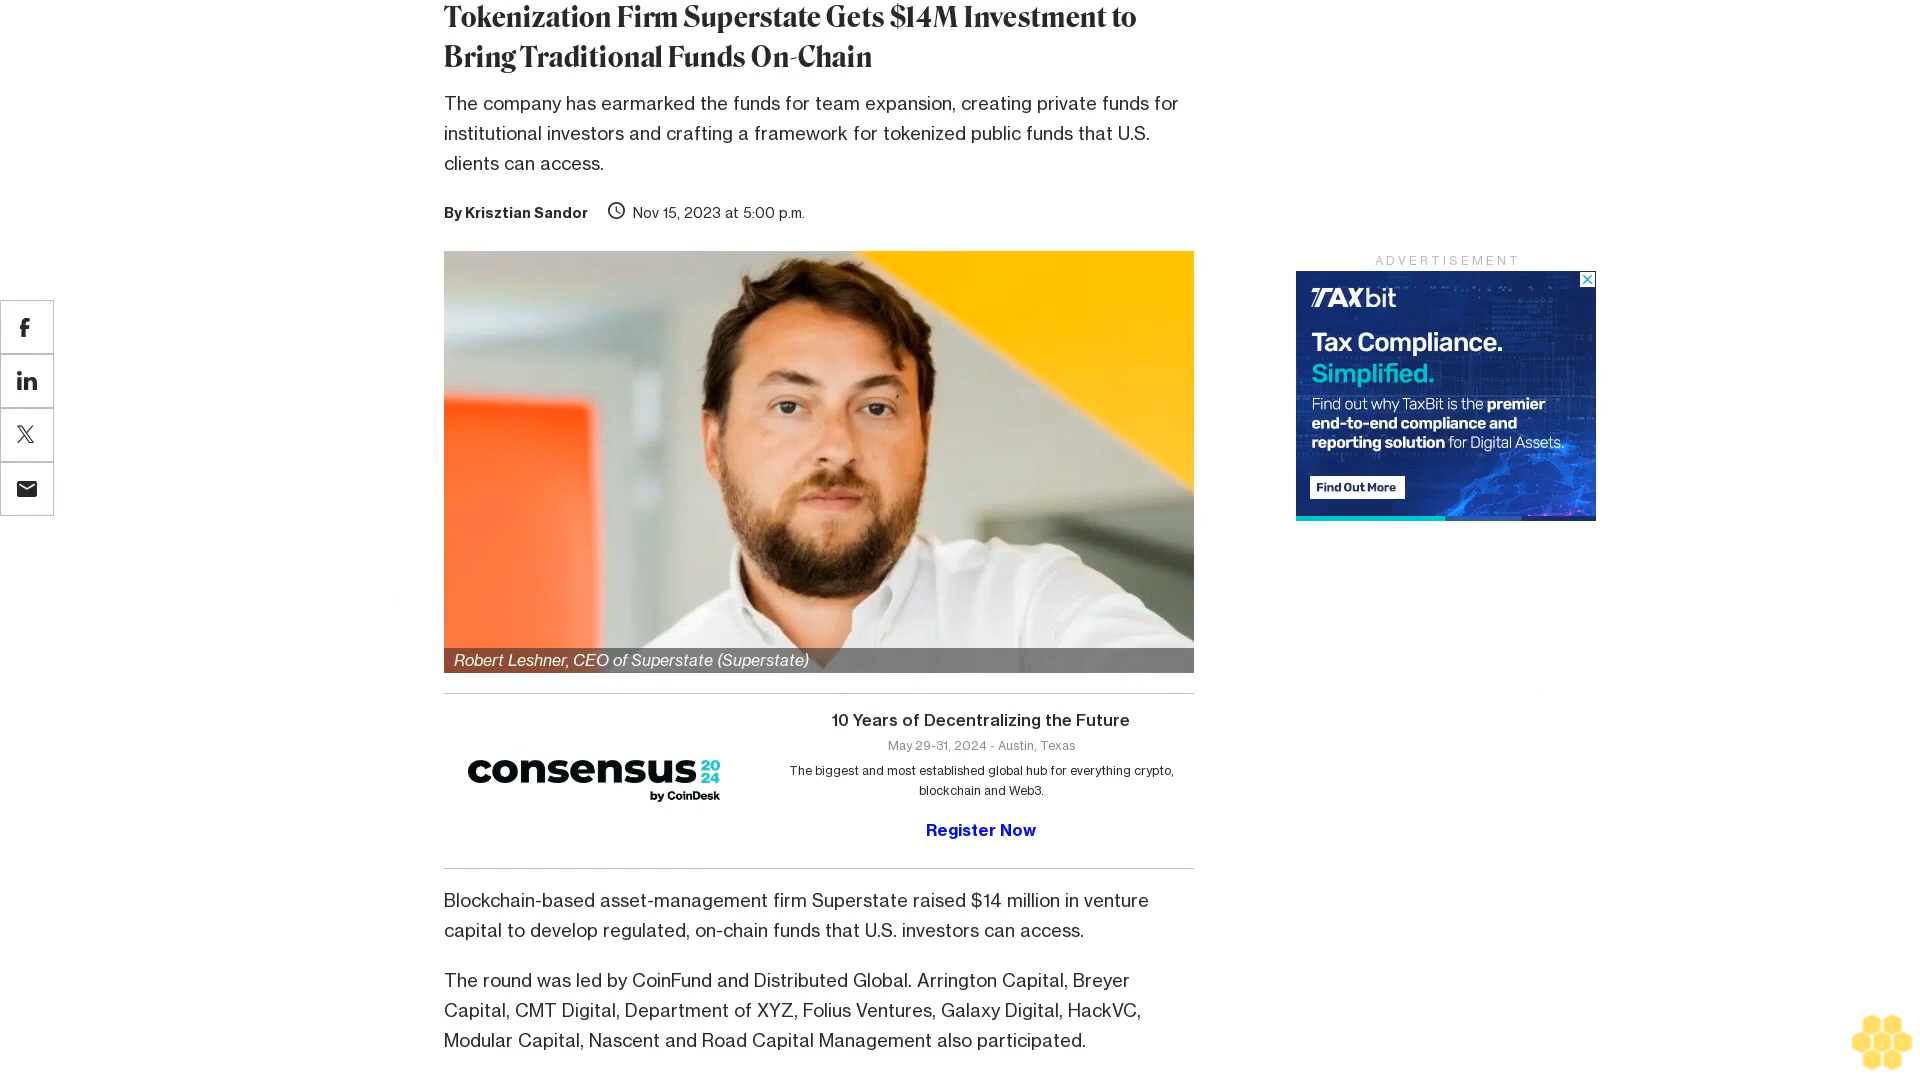 Tokenization Firm Superstate Gets $14M Investment to
Bring Traditional Funds On-Chain
The company has earmarked the funds for team expansion, creating private funds for
institutional investors and crafting a framework for tokenized public funds that U.S.
clients can access.
By Krisztian Sandor Nov 15, 2023 at 5:00 p.m.
Robert Leshner, CEO of Superstate (Superstate)
consensus 2024
by CoinDesk
10 Years of Decentralizing the Future
May 29-31, 2024 - Austin, Texas
The biggest and most established global hub for everything crypto,
blockchain and Web3.
Register Now
Blockchain-based asset-management firm Superstate raised $14 million in venture
capital to develop regulated, on-chain funds that U.S. investors can access.
The round was led by CoinFund and Distributed Global. Arrington Capital, Breyer
Capital, CMT Digital, Department of XYZ, Folius Ventures, Galaxy Digital, HackVC,
Modular Capital, Nascent and Road Capital Management also participated.
ADVERTISEMENT
TAXbit
Tax Compliance.
Simplified.
Find out why TaxBit is the premier
end-to-end compliance and
reporting solution for Digital Assets.
Find Out More